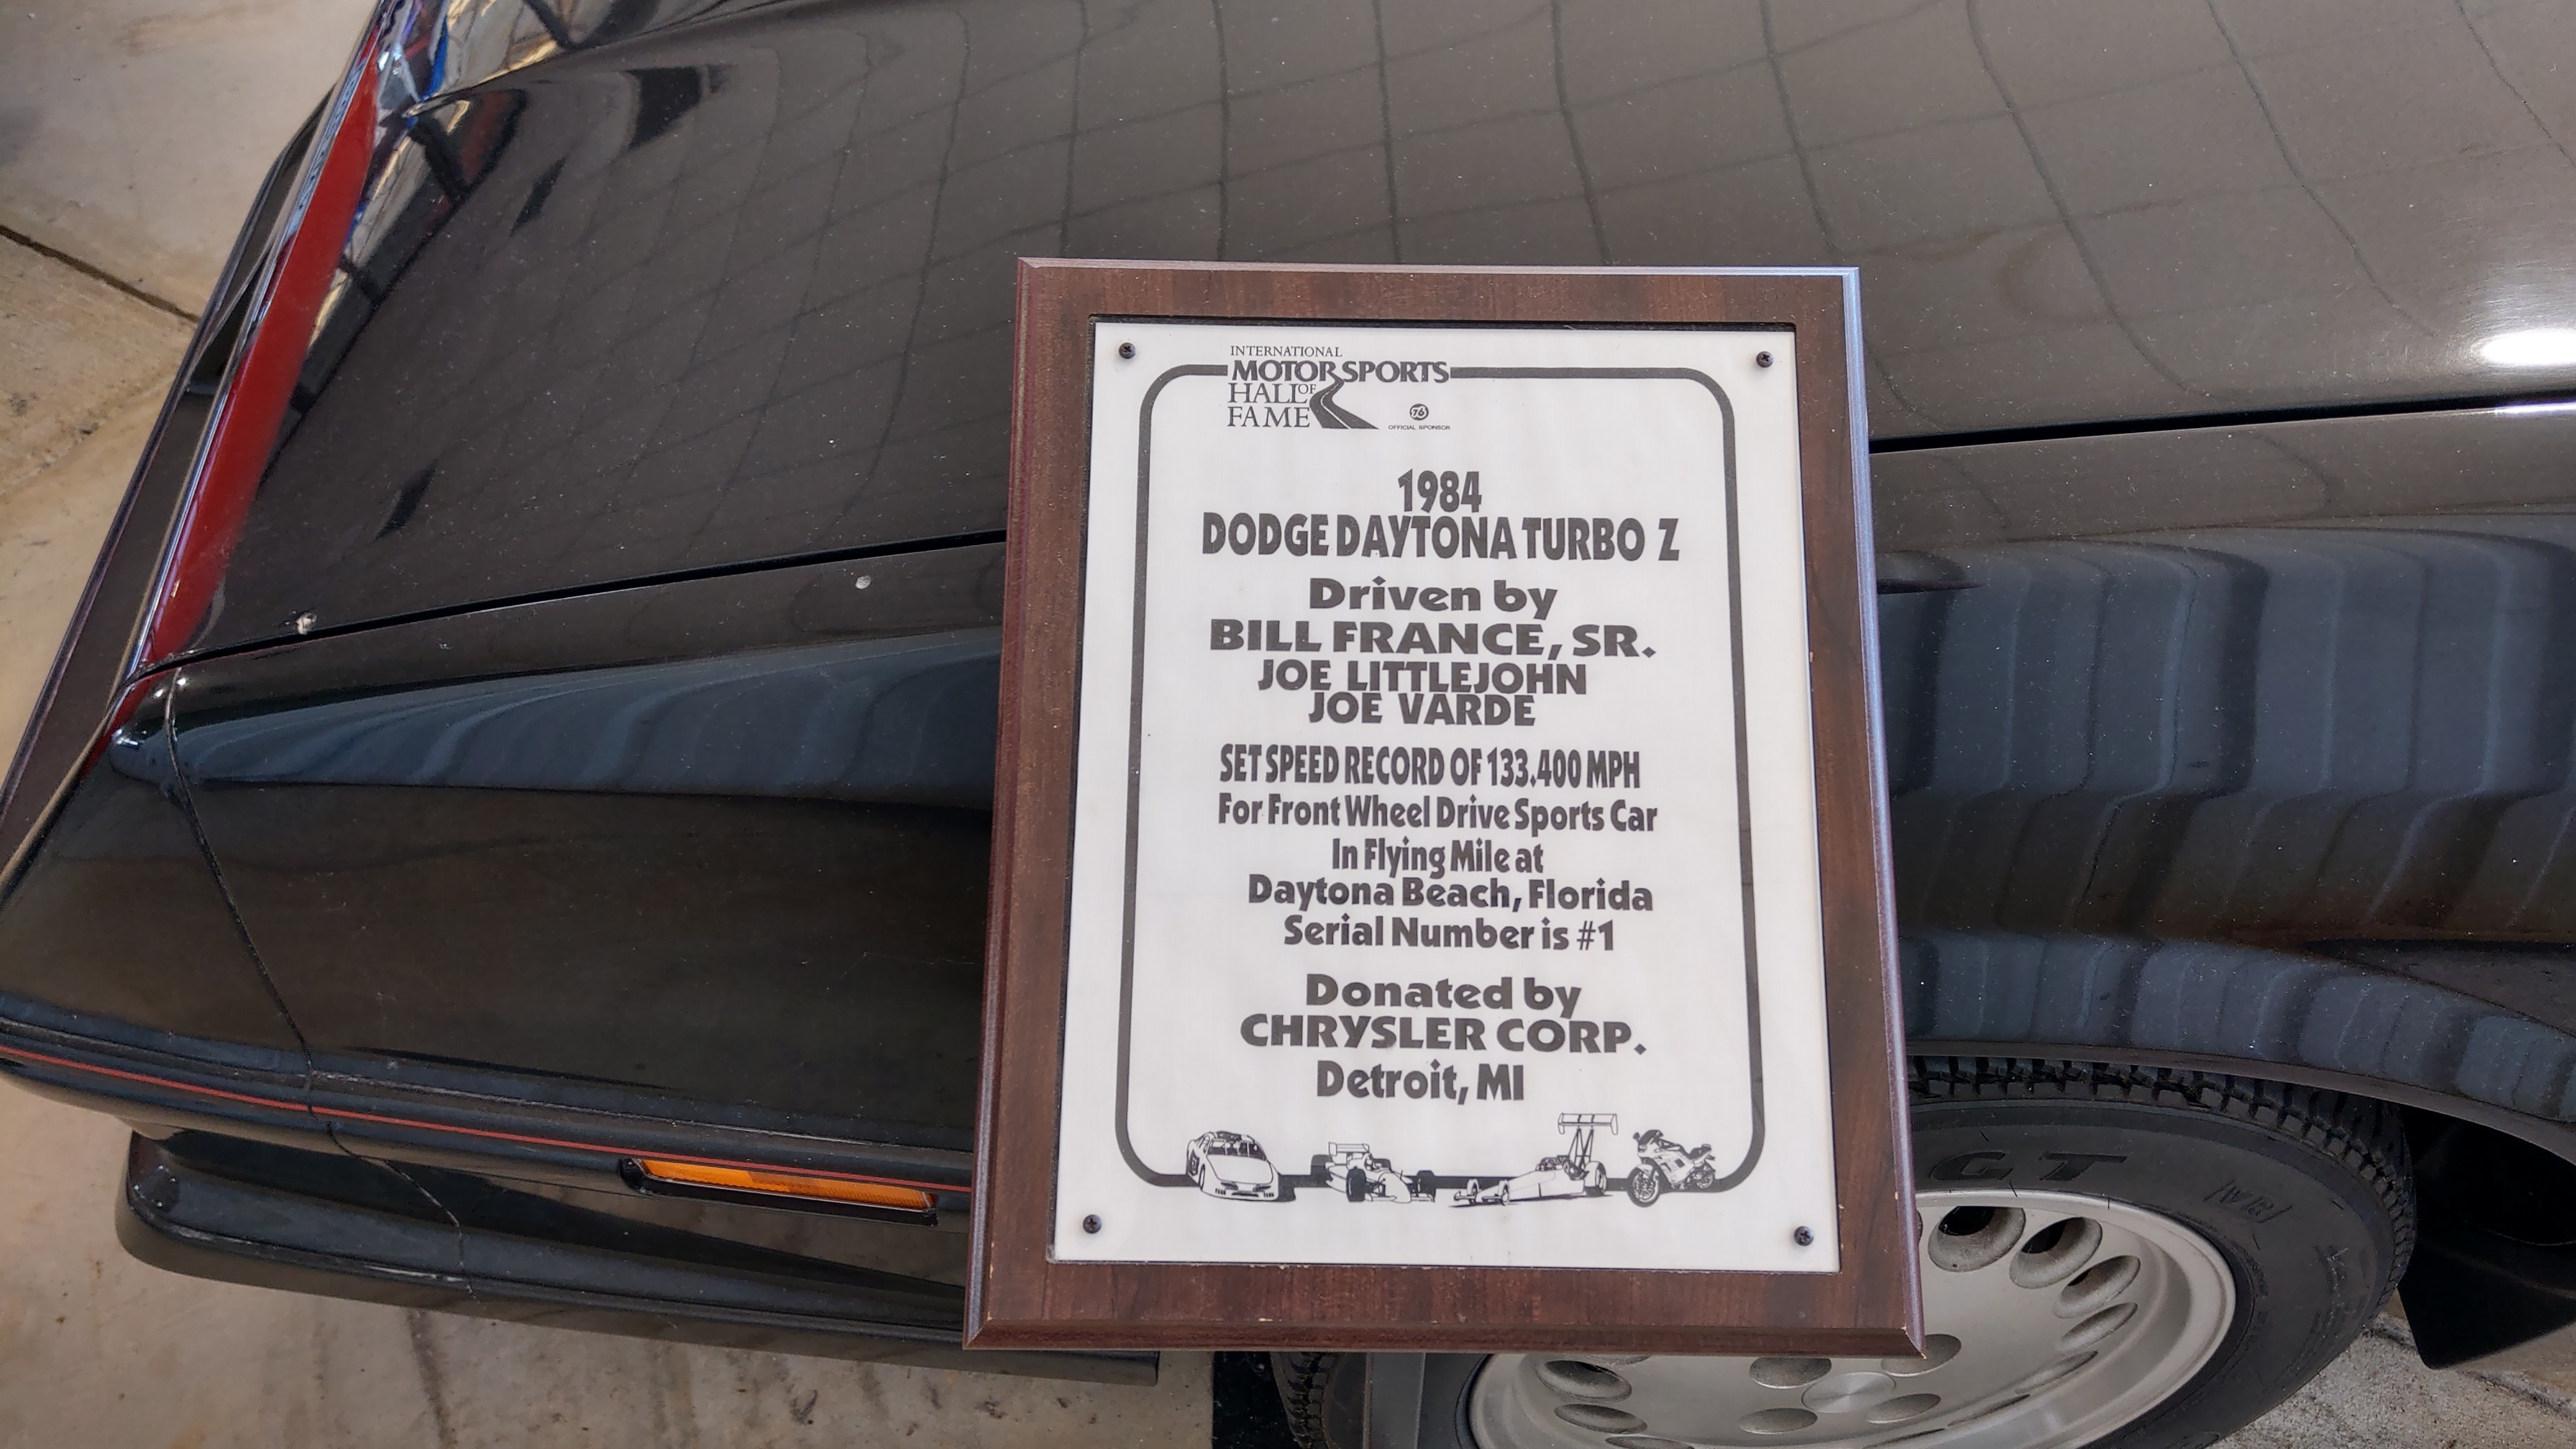 INTERNATIONAL
MOTORSPORTS
HALL OF
FAME
76
OFFICIAL SPONSOR
1984
DODGE DAYTONA TURBO Z
Driven by
BILL FRANCE, SR.
JOE LITTLEJOHN
JOE VARDE
SET SPEED RECORD OF 133.400 MPH
For Front Wheel Drive Sports Car
In Flying Mile at
Daytona Beach, Florida
Serial Number is #1
Donated by
CHRYSLER CORP.
Detroit, MI
GT
VR